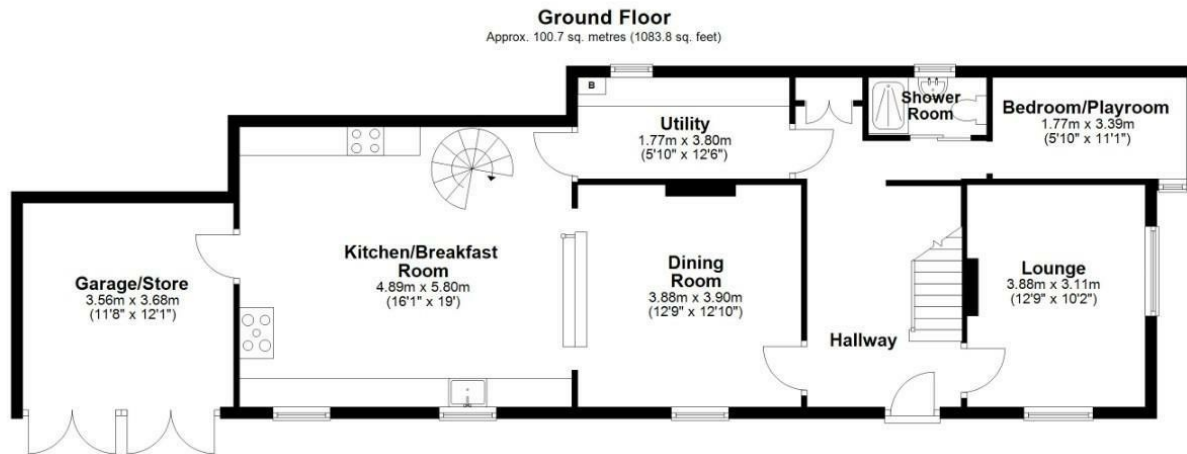 Ground Floor
Approx. 100.7 sq. metres (1083.8 sq. feet)
B
Utility
1.77m x 3.80m
(5'10" x 12'6")
Shower
Room
Bedroom/Playroom
1.77m x 3.39m
(5'10" x 11'1")
Garage/Store
3.56m x 3.68m
(11'8" x 12'1")
Kitchen/Breakfast
Room
4.89m x 5.80m
(16'1" x 19')
Dining
Room
3.88m x 3.90m
(12'9" x 12'10")
Hallway
Lounge
3.88m x 3.11m
(12'9" x 10'2")